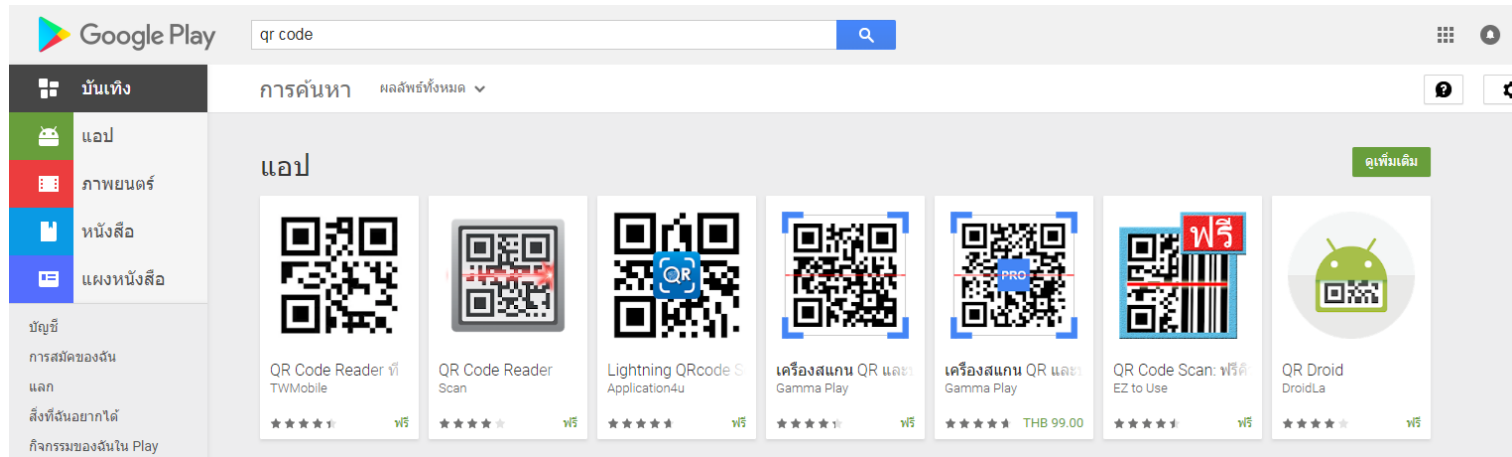 Google Play
qr code
บันเทิง
การค้นหา ผลลัพธ์ทั้งหมด
แอป
ภาพยนตร์
หนังสือ
แผงหนังสือ
บัญชี
การสมัครของฉัน
แลก
สิ่งที่ฉันอยากได้
กิจกรรมของฉันใน Play
แอป
ดูเพิ่มเติม
QR Code Reader ที่
TWMobile
ฟรี
QR Code Reader
Scan
ฟรี
QR
Lightning QRcode S
Application4u
ฟรี
เครื่องสแกน QR และ
Gamma Play
ฟรี
PRO
เครื่องสแกน QR และ
Gamma Play
THB 99.00
ฟรี
QR Code Scan: ฟรี
EZ to Use
ฟรี
QR Droid
DroidLa
ฟรี